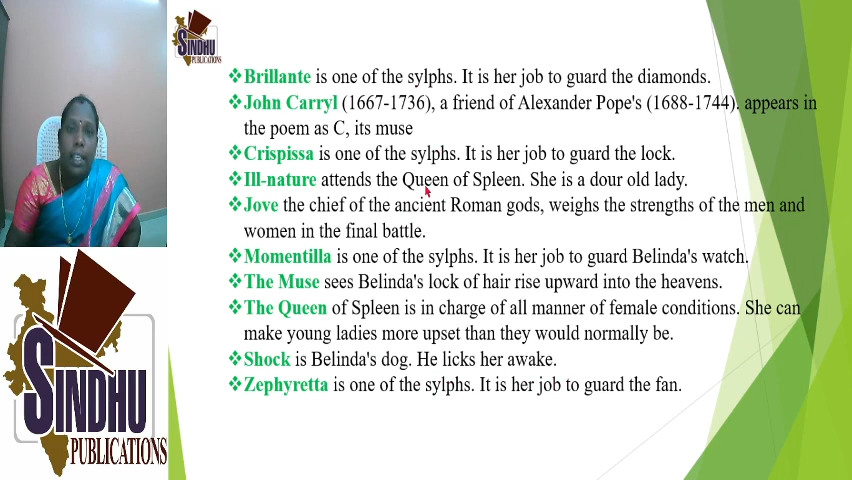 SINDHU
PUBLICATIONS
❖Brillante is one of the sylphs. It is her job to guard the diamonds.
❖John Carryl (1667-1736), a friend of Alexander Pope's (1688-1744), appears in
the poem as C, its muse
❖Crispissa is one of the sylphs. It is her job to guard the lock.
❖Ill-nature attends the Queen of Spleen. She is a dour old lady.
❖Jove the chief of the ancient Roman gods, weighs the strengths of the men and
women in the final battle.
❖Momentilla is one of the sylphs. It is her job to guard Belinda's watch.
❖The Muse sees Belinda's lock of hair rise upward into the heavens.
❖The Queen of Spleen is in charge of all manner of female conditions. She can
make young ladies more upset than they would normally be.
❖Shock is Belinda's dog. He licks her awake.
❖Zephyretta is one of the sylphs. It is her job to guard the fan.
SINDHU
PUBLICATIONS